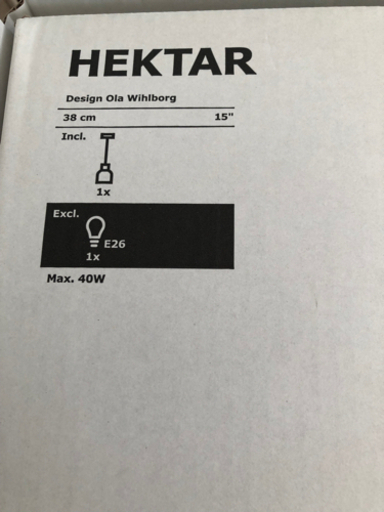 HEKTAR
Design Ola Wihlborg
38 cm 15"
Incl.
1x
Excl.
E26
1x
Max. 40W